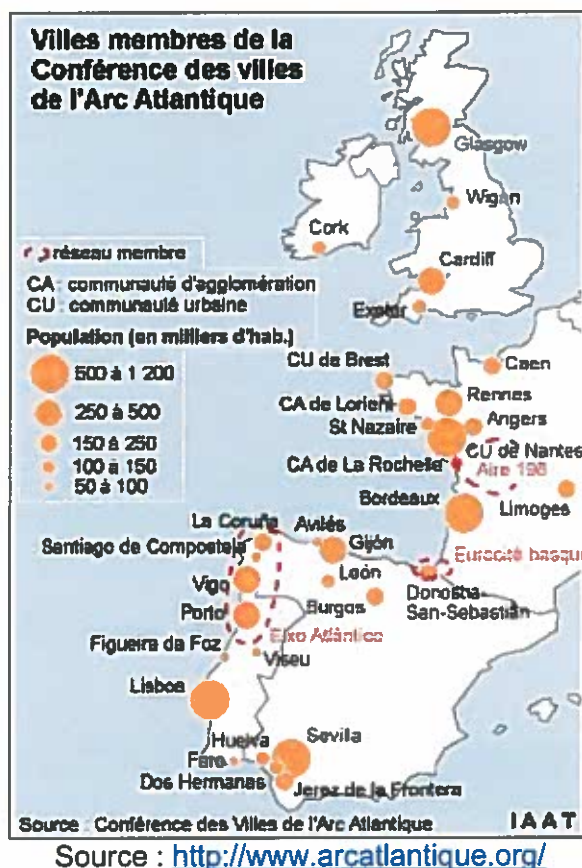 Villes membres de la
Conférence des villes
de l'Arc Atlantique
Glasgow
Wigan
Cork
Cardiff
Exeter
réseau membre
CA : communauté d'agglomération
CU : communauté urbaine
Population (en milliers d'hab.)
500 à 1 200
250 à 500
150 à 250
100 à 150
50 à 100
CU de Brest
Caen
Rennes
CA de Lorient
Angers
St Nazaire
CU de Nantes
CA de La Rochelle
Aire 198
Bordeaux
Limoges
La Coruña
Avilés
Santiago de Compostela
Gijón
Eurocité basque
Vigo
León
Donostia-
San-Sebastián
Porto
Burgos
Eixo Atlántico
Figueira da Foz
Viseu
Lisboa
Huelva
Sevilla
Faro
Dos Hermanas
Jerez de la Frontera
Source : Conférence des Villes de l'Arc Atlantique
IAAT
Source : http://www.arcatlantique.org/